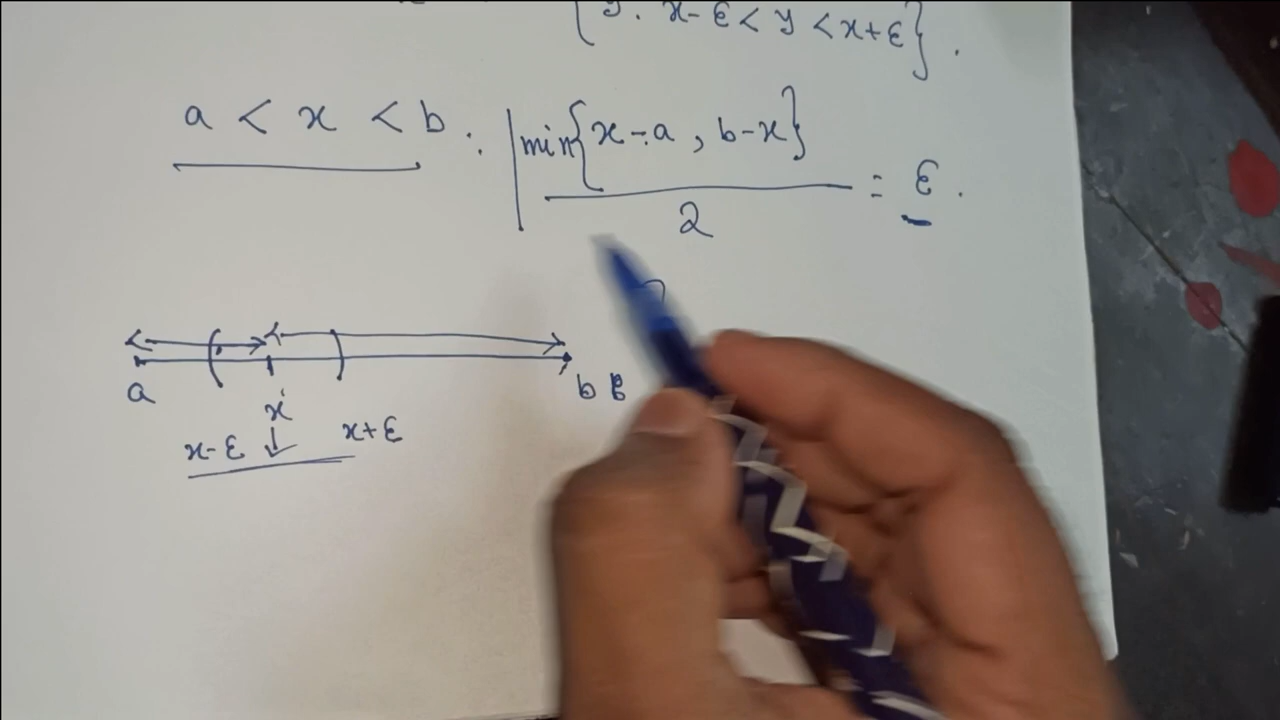 {y: x-ε < y < x+ε}.
a < x < b. | min{x-a, b-x}
2
= ε.
a
x
b
x-ε
x+ε